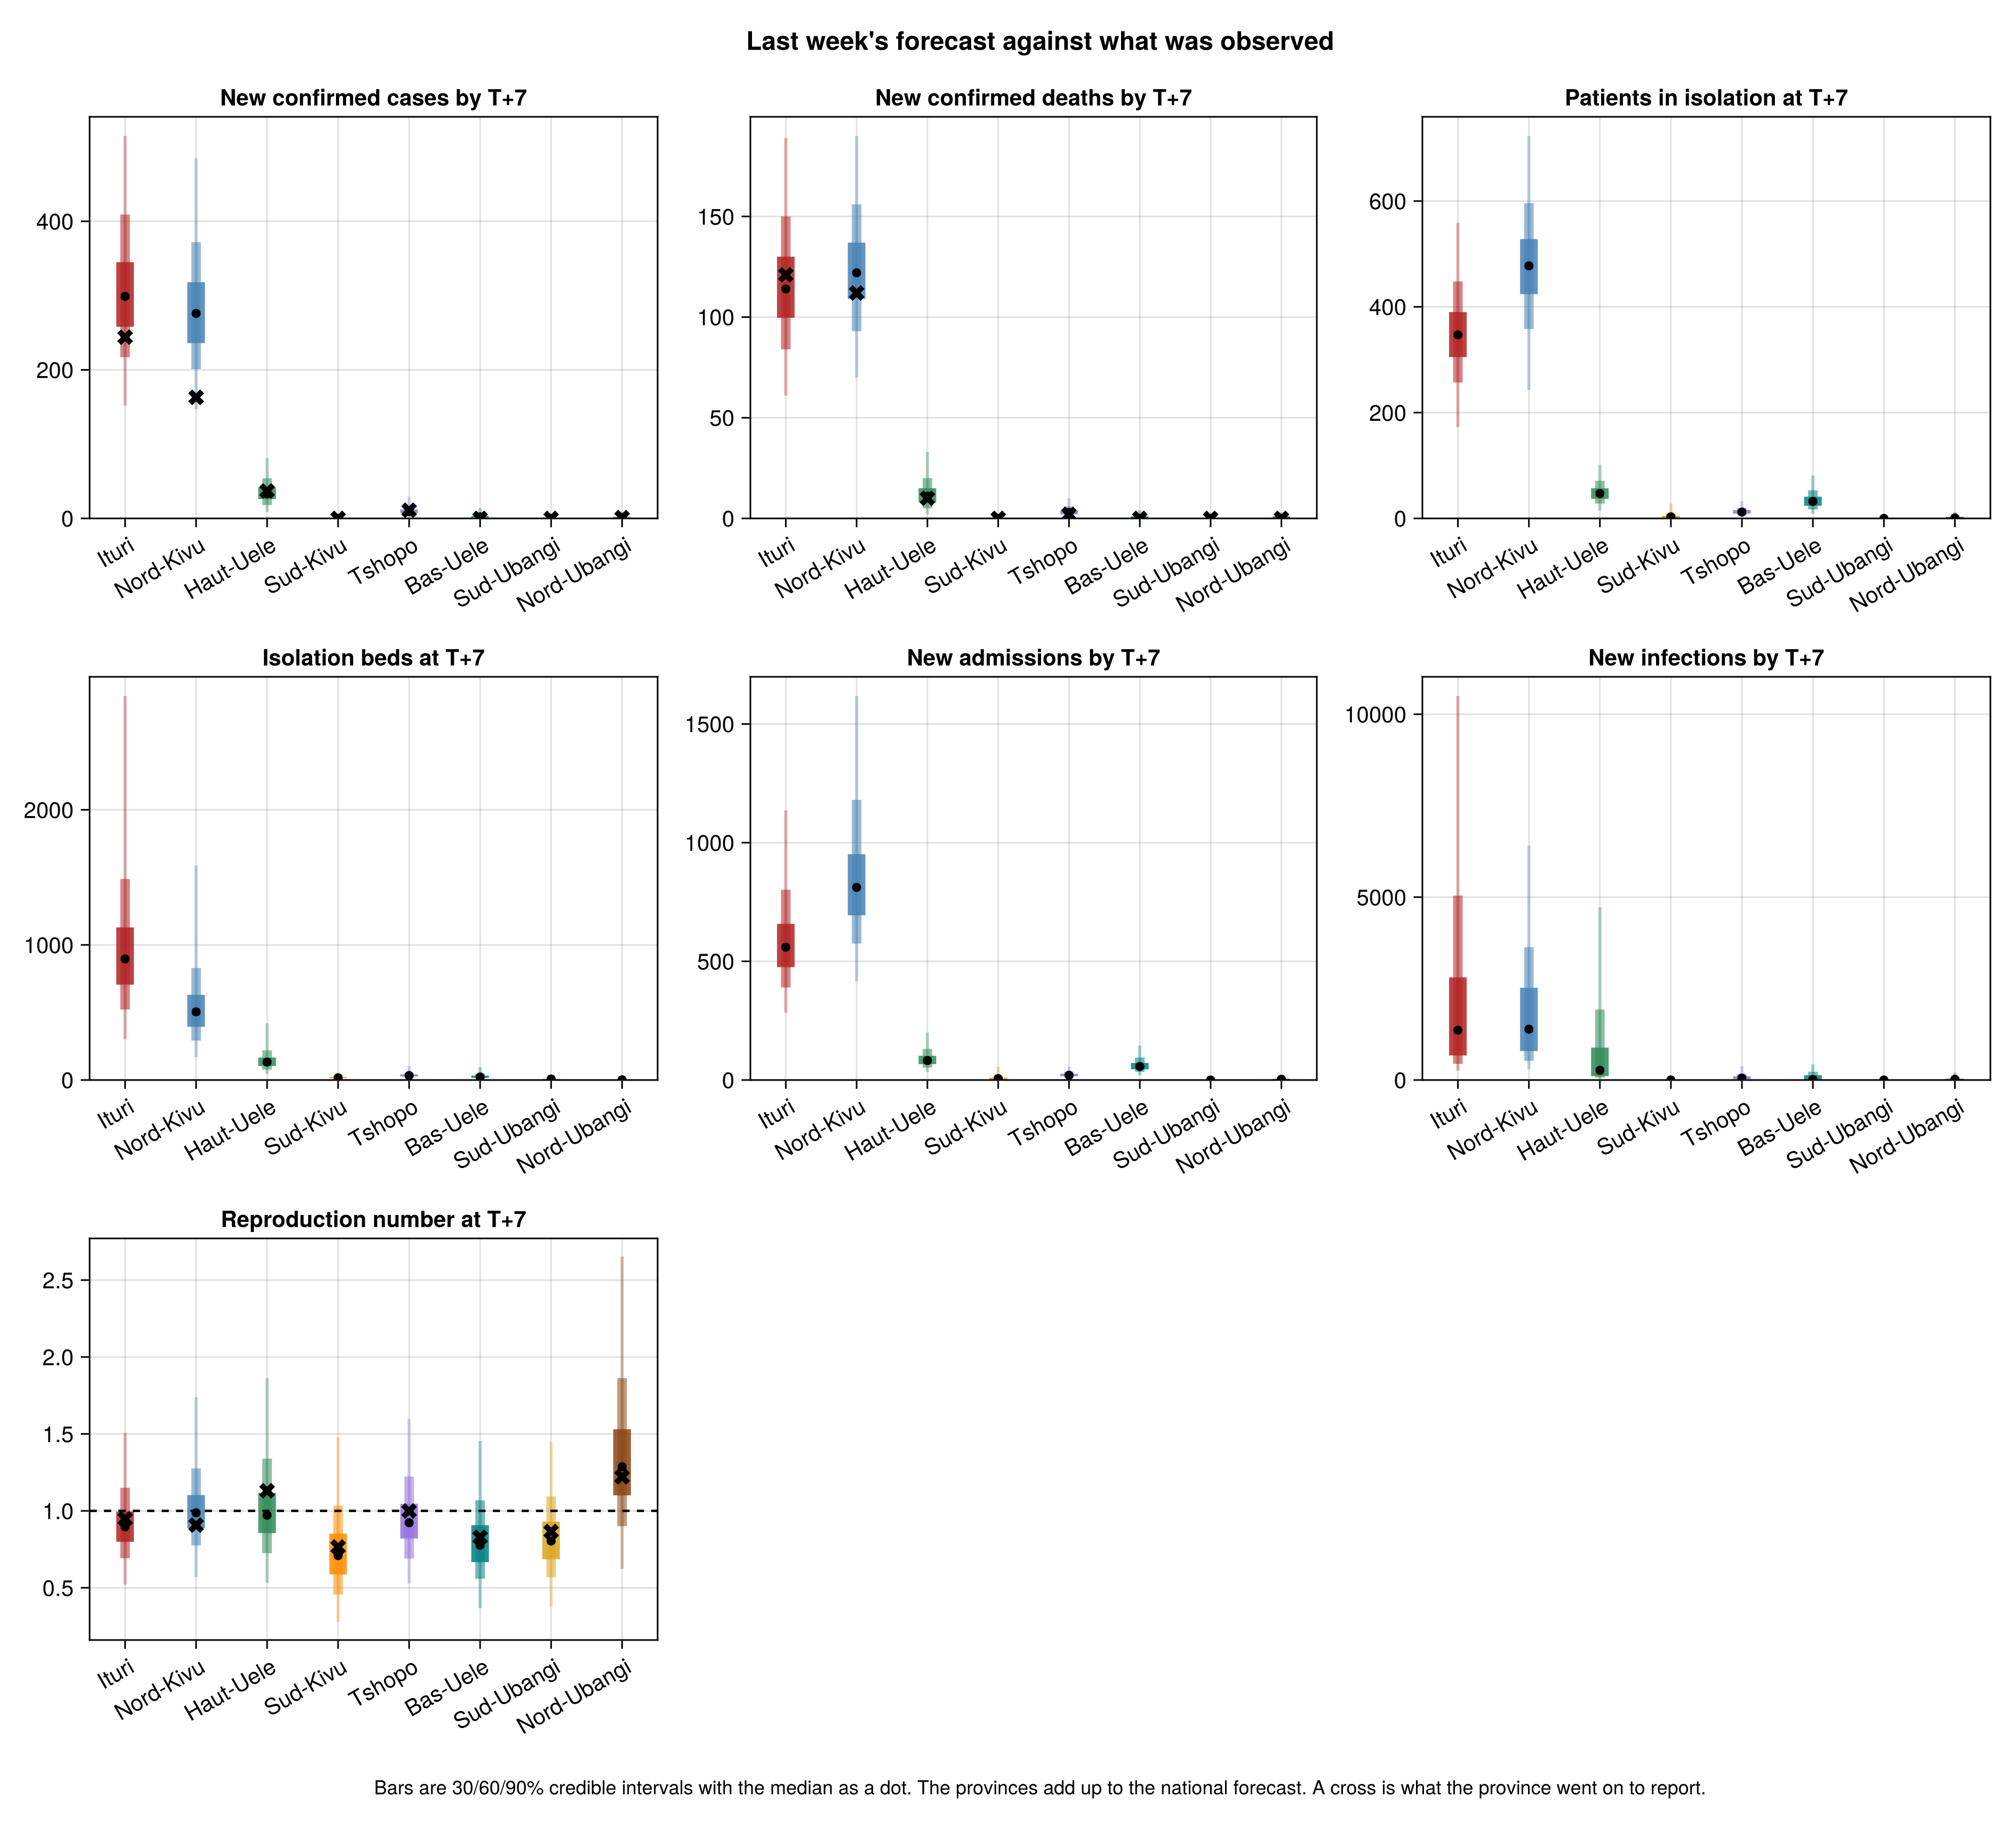 Last week's forecast against what was observed
New confirmed cases by T+7
400
200
0
Ituri
Nord-Kivu
Haut-Uele
Sud-Kivu
Tshopo
Bas-Uele
Sud-Ubangi
Nord-Ubangi
New confirmed deaths by T+7
150
100
50
0
Ituri
Nord-Kivu
Haut-Uele
Sud-Kivu
Tshopo
Bas-Uele
Sud-Ubangi
Nord-Ubangi
Patients in isolation at T+7
600
400
200
0
Ituri
Nord-Kivu
Haut-Uele
Sud-Kivu
Tshopo
Bas-Uele
Sud-Ubangi
Nord-Ubangi
Isolation beds at T+7
2000
1000
0
Ituri
Nord-Kivu
Haut-Uele
Sud-Kivu
Tshopo
Bas-Uele
Sud-Ubangi
Nord-Ubangi
New admissions by T+7
1500
1000
500
0
Ituri
Nord-Kivu
Haut-Uele
Sud-Kivu
Tshopo
Bas-Uele
Sud-Ubangi
Nord-Ubangi
New infections by T+7
10000
5000
0
Ituri
Nord-Kivu
Haut-Uele
Sud-Kivu
Tshopo
Bas-Uele
Sud-Ubangi
Nord-Ubangi
Reproduction number at T+7
2.5
2.0
1.5
1.0
0.5
Ituri
Nord-Kivu
Haut-Uele
Sud-Kivu
Tshopo
Bas-Uele
Sud-Ubangi
Nord-Ubangi
Bars are 30/60/90% credible intervals with the median as a dot. The provinces add up to the national forecast. A cross is what the province went on to report.